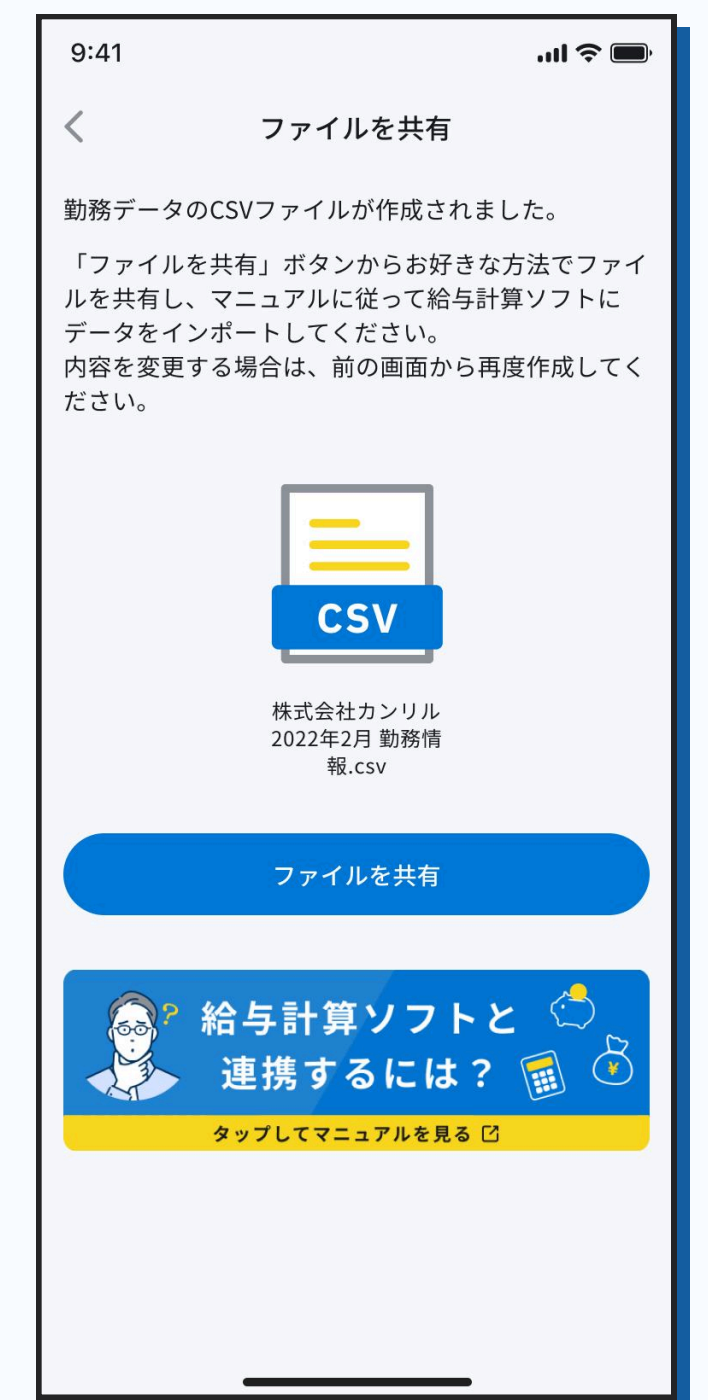 9:41
ファイルを共有
勤務データのCSVファイルが作成されました。
「ファイルを共有」ボタンからお好きな方法でファイ
ルを共有し、マニュアルに従って給与計算ソフトに
データをインポートしてください。
内容を変更する場合は、前の画面から再度作成してく
ださい。
CSV
株式会社カンリル
2022年2月 勤務情
報.csv
ファイルを共有
?
給与計算ソフトと
連携するには？
¥
タップしてマニュアルを見る